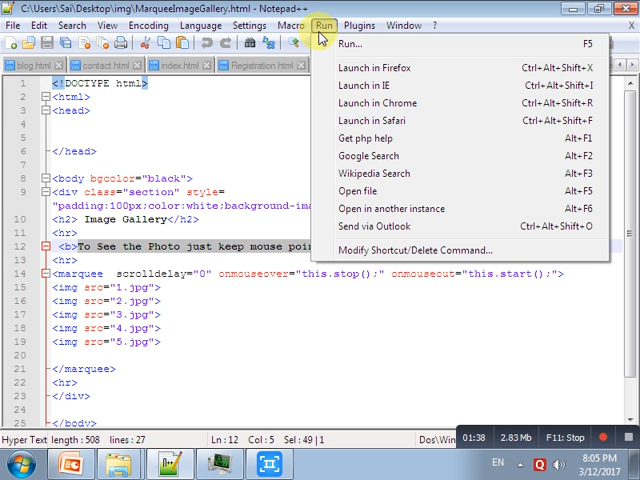 C:\Users\Sai\Desktop\img\MarqueeImageGallery.html - Notepad++
File Edit Search View Encoding Language Settings Macro Run Plugins Window ? X
blog.html contact.html index.html Registration.html
Run... F5
Launch in Firefox Ctrl+Alt+Shift+X
Launch in IE Ctrl+Alt+Shift+I
Launch in Chrome Ctrl+Alt+Shift+R
Launch in Safari Ctrl+Alt+Shift+F
Get php help Alt+F1
Google Search Alt+F2
Wikipedia Search Alt+F3
Open file Alt+F5
Open in another instance Alt+F6
Send via Outlook Ctrl+Alt+Shift+O
Modify Shortcut/Delete Command...
1 <!DOCTYPE html>
2 <html>
3 <head>
4
5
6 </head>
7
8 <body bgcolor="black">
9 <div class="section" style=
"padding:100px;color:white;background-ima
10 <h2> Image Gallery</h2>
11 <hr>
12 <b>To See the Photo just keep mouse poin
13 <hr>
14 <marquee scrolldelay="0" onmouseover="this.stop();" onmouseout="this.start();">
15 <img src="1.jpg">
16 <img src="2.jpg">
17 <img src="3.jpg">
18 <img src="4.jpg">
19 <img src="5.jpg">
20
21 </marquee>
22 <hr>
23 </div>
24
25 </body>
Hyper Text length : 508 lines : 27 Ln : 12 Col : 5 Sel : 49 | 1 Dos\Win
01:38 2.83 MB F11: Stop
EN
8:05 PM
3/12/2017